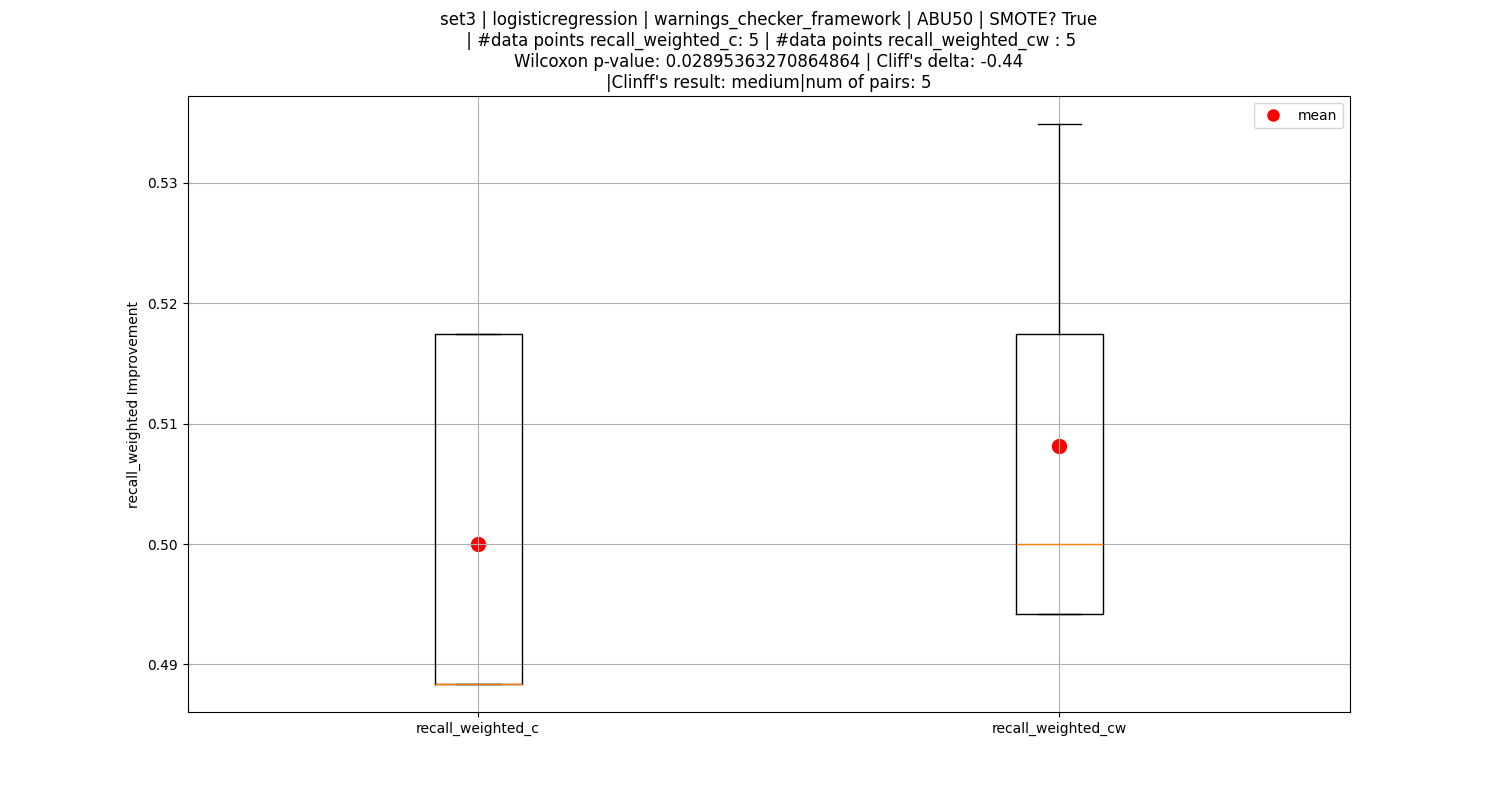 set3 | logisticregression | warnings_checker_framework | ABU50 | SMOTE? True
| #data points recall_weighted_c: 5 | #data points recall_weighted_cw : 5
Wilcoxon p-value: 0.02895363270864864 | Cliff's delta: -0.44
|Clinff's result: medium|num of pairs: 5
mean
0.53
0.52
0.51
0.50
0.49
recall_weighted Improvement
recall_weighted_c
recall_weighted_cw